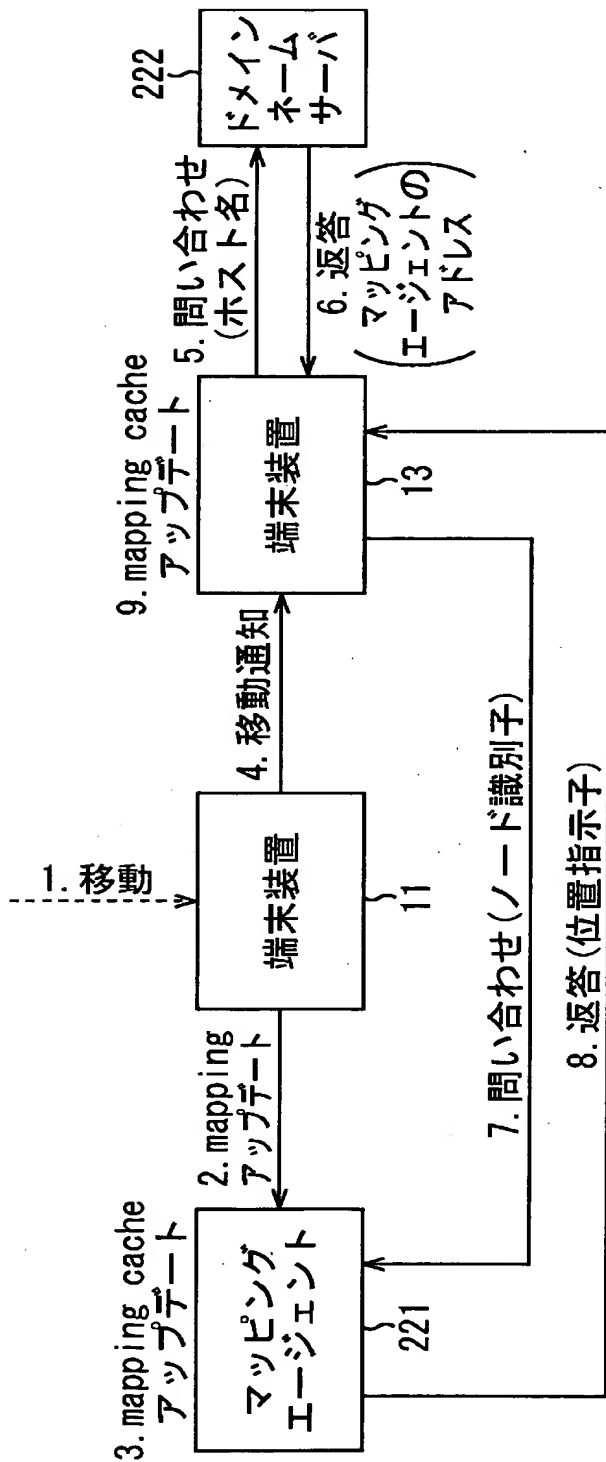 1.移動
3.mapping cache
アップデート
マッピング
エージェント
221
2.mapping
アップデート
端末装置
11
4.移動通知
9.mapping cache
アップデート
端末装置
13
5.問い合わせ
(ホスト名)
6.返答
(マッピング
エージェントの
アドレス)
ドメイン
ネーム
サーバ
222
7.問い合わせ(ノード識別子)
8.返答(位置指示子)